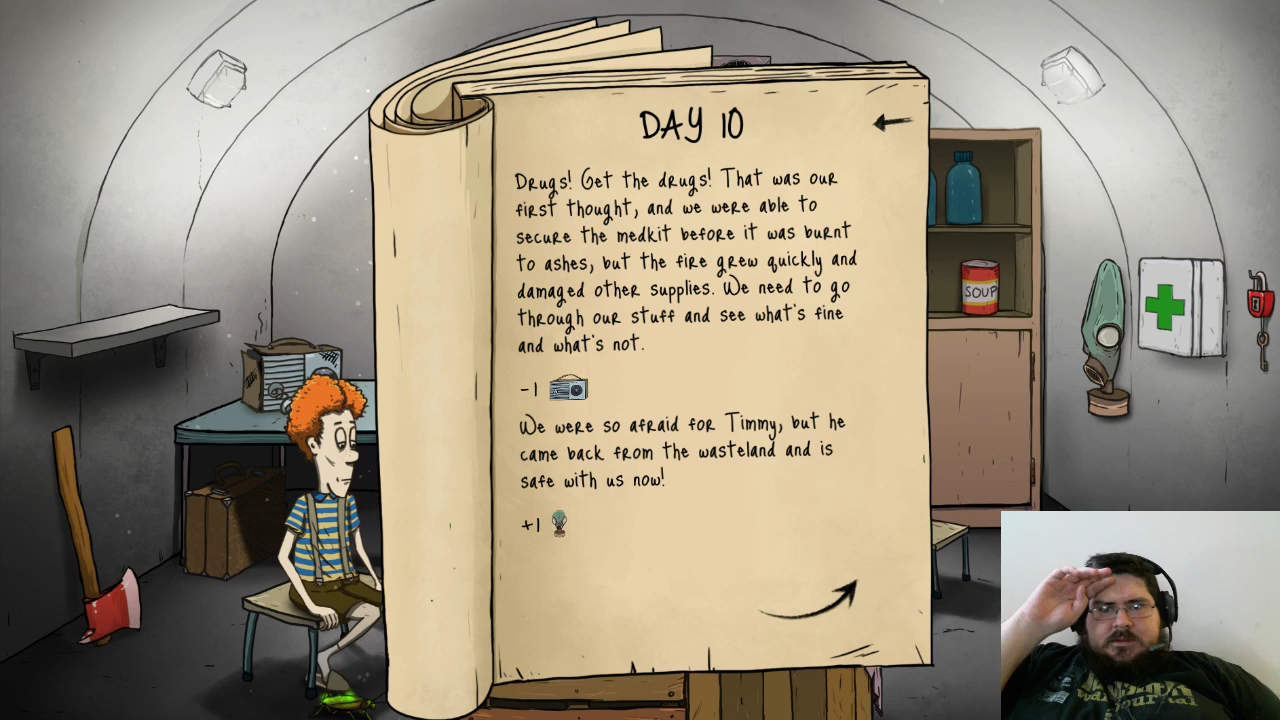 DAY 10
Drugs! Get the drugs! That was our
first thought, and we were able to
secure the medkit before it was burnt
to ashes, but the fire grew quickly and
damaged other supplies. We need to go
through our stuff and see what's fine
and what's not.
-1
We were so afraid for Timmy, but he
came back from the wasteland and is
safe with us now!
+1
SOUP